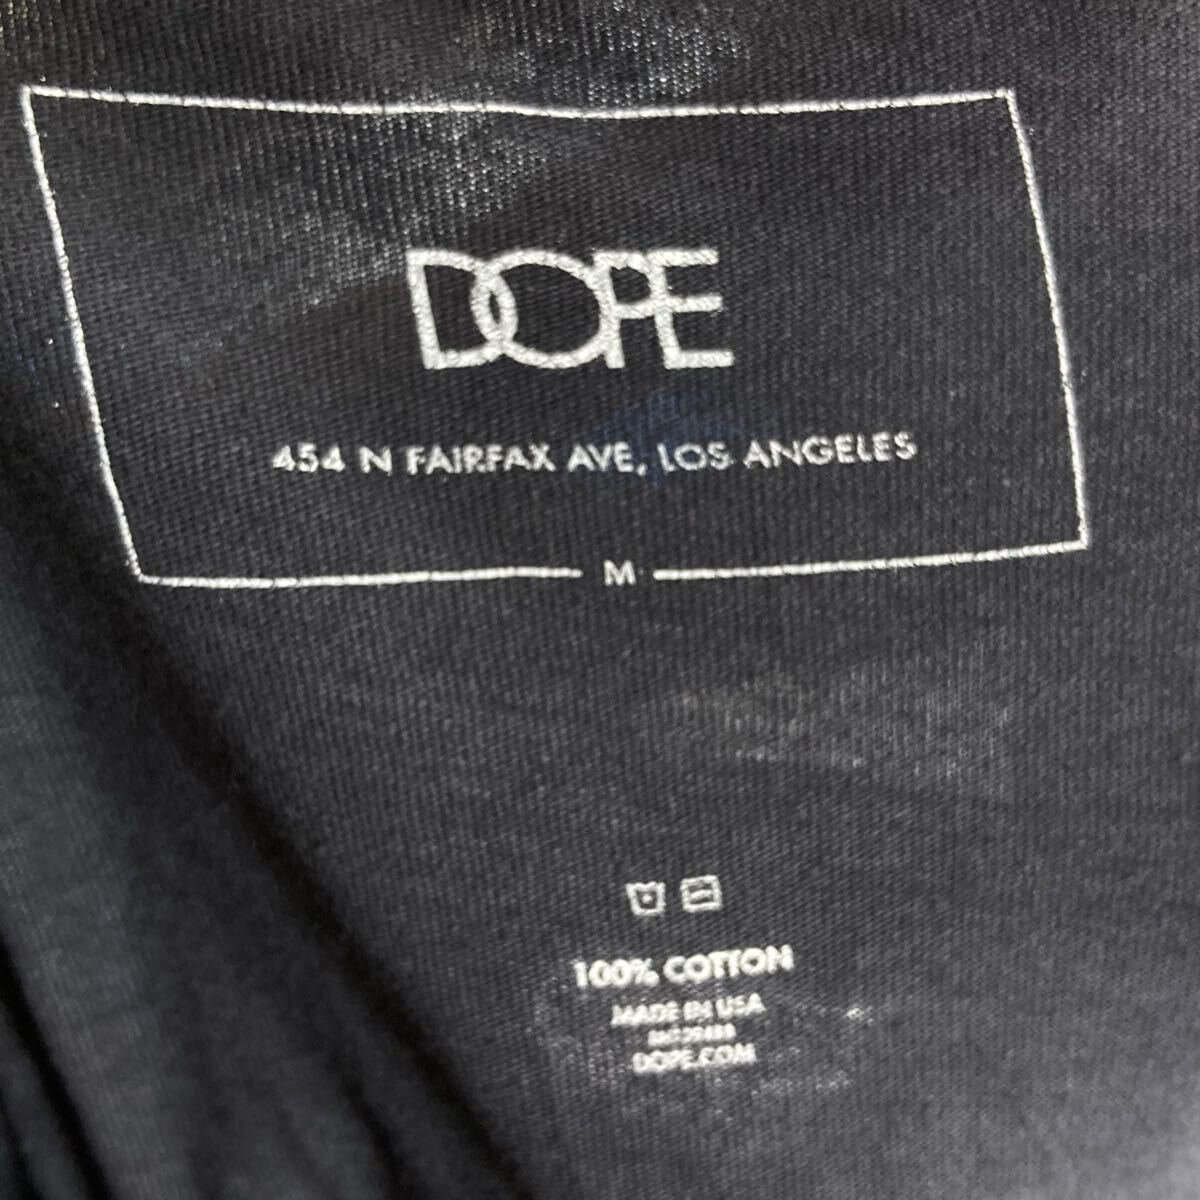 DOPE
454 N FAIRFAX AVE, LOS ANGELES
M
100% COTTON
MADE IN USA
DOPE.COM